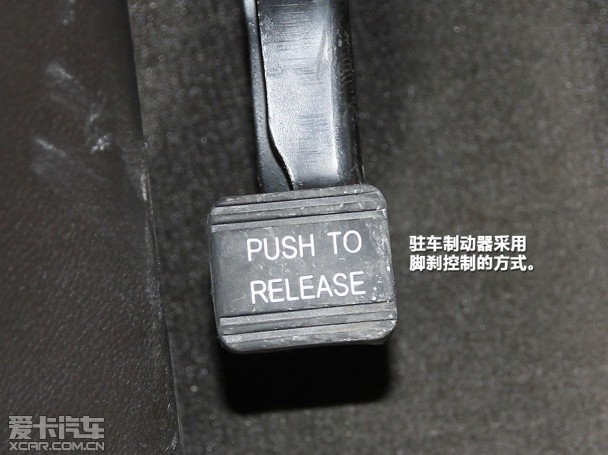 PUSH TO
RELEASE
驻车制动器采用
脚刹控制的方式。
爱卡汽车
XCAR.COM.CN